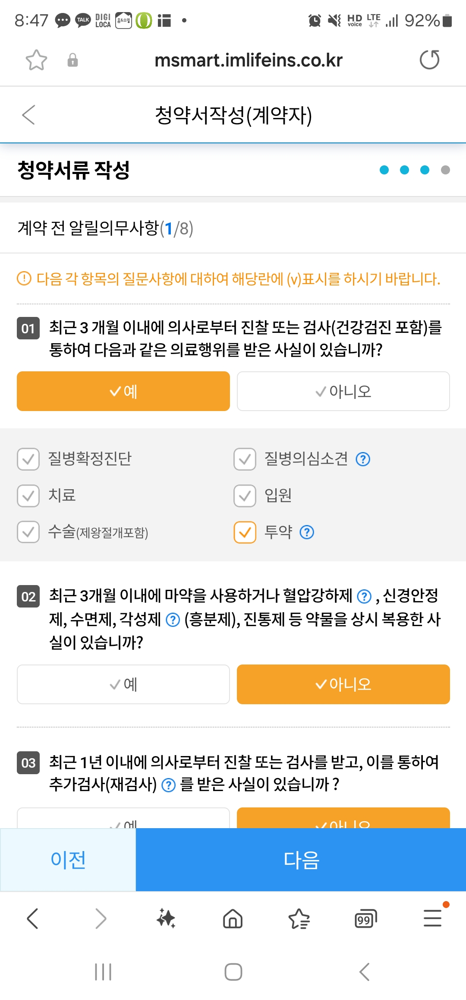 8:47 TALK DIGI LOCA 홈&쇼핑 HD voice LTE 92%
msmart.imlifeins.co.kr
청약서작성(계약자)
청약서류 작성
계약 전 알릴의무사항(1/8)
다음 각 항목의 질문사항에 대하여 해당란에 (v)표시를 하시기 바랍니다.
01 최근 3 개월 이내에 의사로부터 진찰 또는 검사(건강검진 포함)를
통하여 다음과 같은 의료행위를 받은 사실이 있습니까?
예 아니오
질병확정진단 질병의심소견 ?
치료 입원
수술(제왕절개포함) 투약 ?
02 최근 3개월 이내에 마약을 사용하거나 혈압강하제 ? , 신경안정
제, 수면제, 각성제 ? (흥분제), 진통제 등 약물을 상시 복용한 사
실이 있습니까?
예 아니오
03 최근 1년 이내에 의사로부터 진찰 또는 검사를 받고, 이를 통하여
추가검사(재검사) ? 를 받은 사실이 있습니까 ?
예 아니오
이전 다음
99